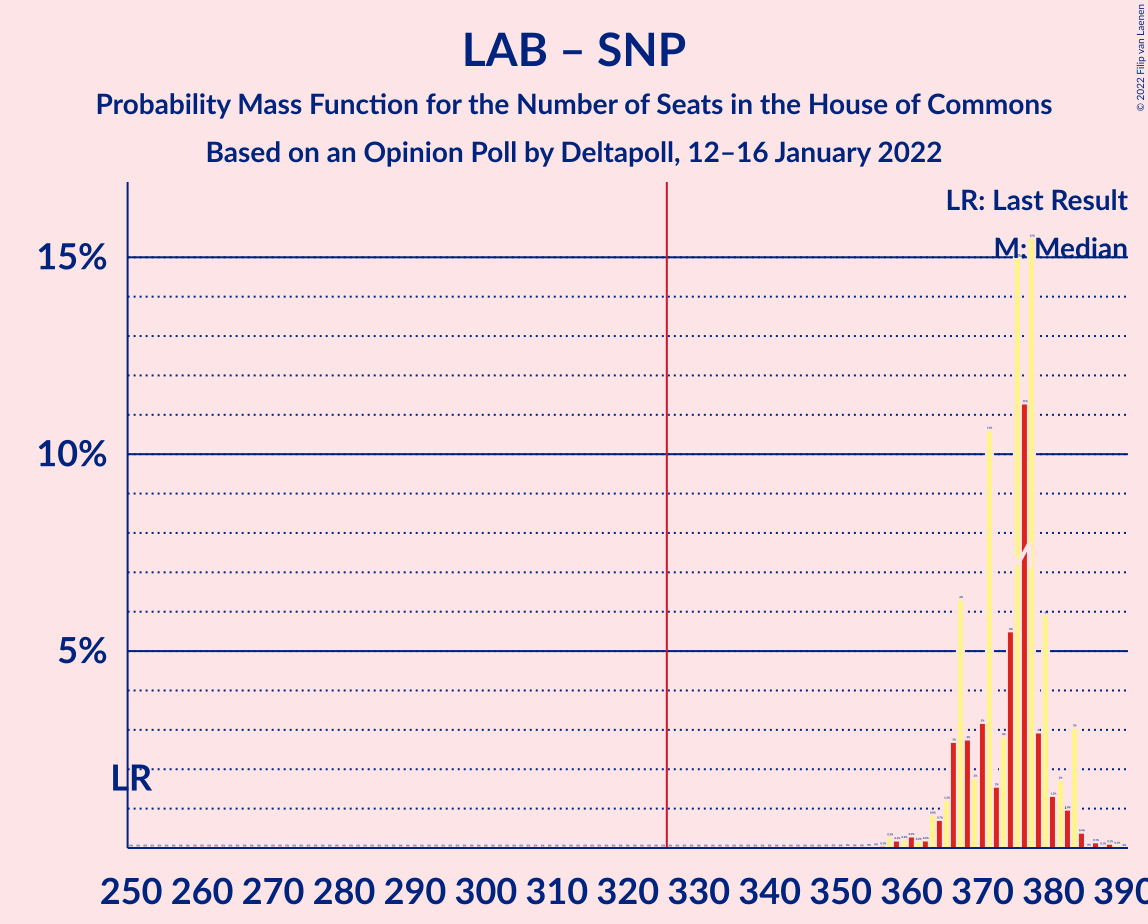 LAB – SNP
Probability Mass Function for the Number of Seats in the House of Commons
Based on an Opinion Poll by Deltapoll, 12–16 January 2022
© 2022 Filip van Laenen
LR: Last Result
M: Median
15%
10%
5%
LR
250 260 270 280 290 300 310 320 330 340 350 360 370 380 390